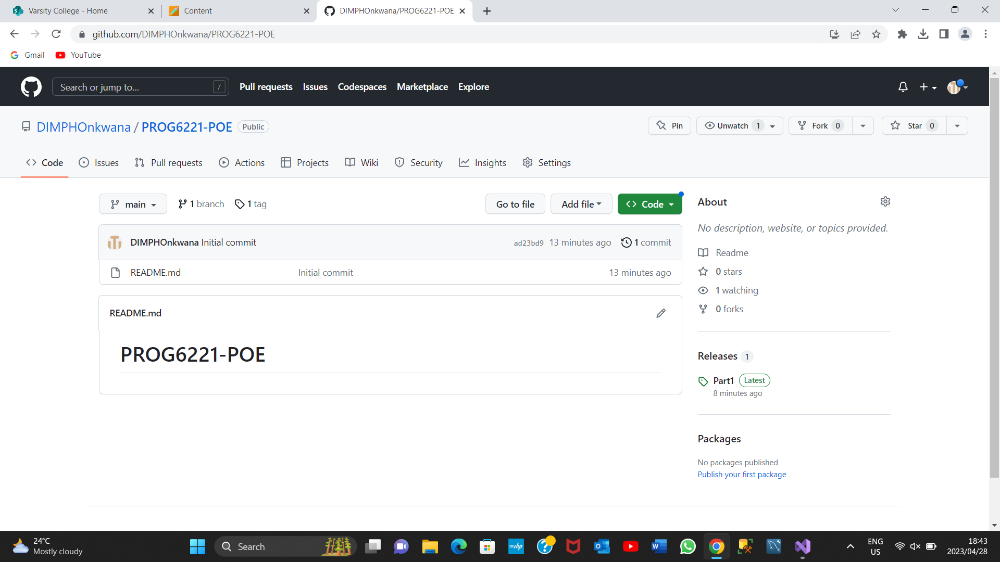 Varsity College - Home
Content
DIMPHOnkwana/PROG6221-POE
github.com/DIMPHOnkwana/PROG6221-POE
Gmail
YouTube
Search or jump to...
/
Pull requests
Issues
Codespaces
Marketplace
Explore
DIMPHOnkwana / PROG6221-POE
Public
Pin
Unwatch 1
Fork 0
Star 0
Code
Issues
Pull requests
Actions
Projects
Wiki
Security
Insights
Settings
main
1 branch
1 tag
Go to file
Add file
Code
DIMPHOnkwana Initial commit
ad23bd9 13 minutes ago
1 commit
README.md
Initial commit
13 minutes ago
README.md
PROG6221-POE
About
No description, website, or topics provided.
Readme
0 stars
1 watching
0 forks
Releases 1
Part1
Latest
8 minutes ago
Packages
No packages published
Publish your first package
24°C
Mostly cloudy
Search
myhp
ENG
US
18:43
2023/04/28